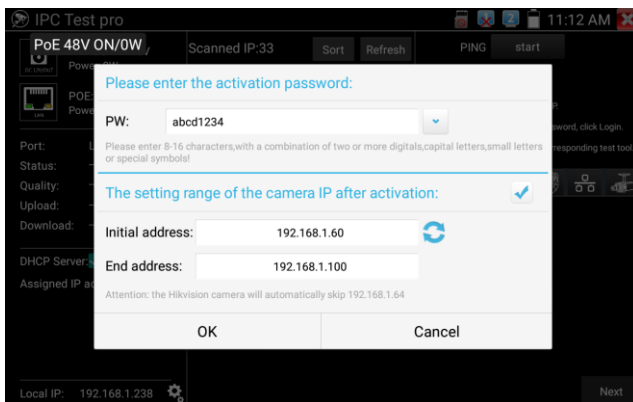 IPC Test pro
11:12 AM
PoE 48V ON/0W
Scanned IP:33
Sort
Refresh
PING
start
Please enter the activation password:
PW:
abcd1234
Please enter 8-16 characters,with a combination of two or more digitals,capital letters,small letters
or special symbols!
sword, click Login.
rresponding test tool
The setting range of the camera IP after activation:
Initial address:
192.168.1.60
End address:
192.168.1.100
Attention: the Hikvision camera will automatically skip 192.168.1.64
OK
Cancel
POE:
LAN
Port:
Status:
Quality:
Upload:
Download:
DHCP Server:
Assigned IP
Local IP:
192.168.1.238
Next